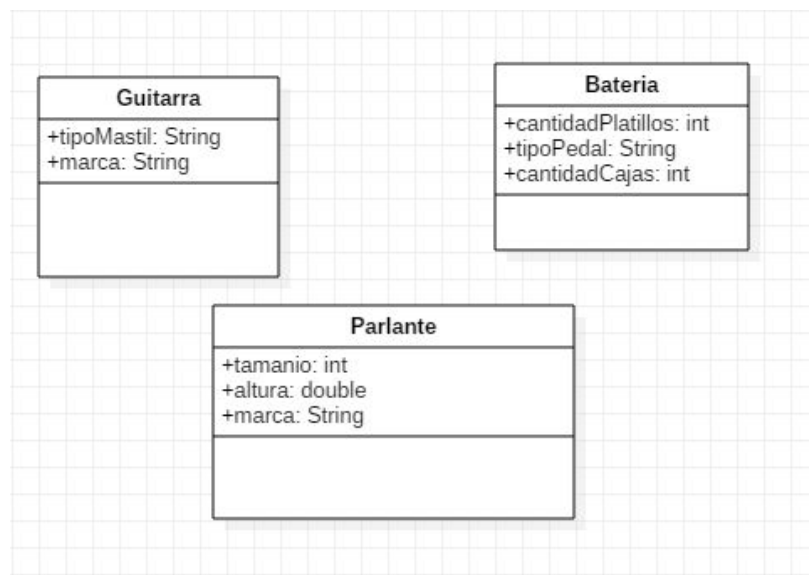 Guitarra
+tipoMastil: String
+marca: String
Bateria
+cantidadPlatillos: int
+tipoPedal: String
+cantidadCajas: int
Parlante
+tamanio: int
+altura: double
+marca: String